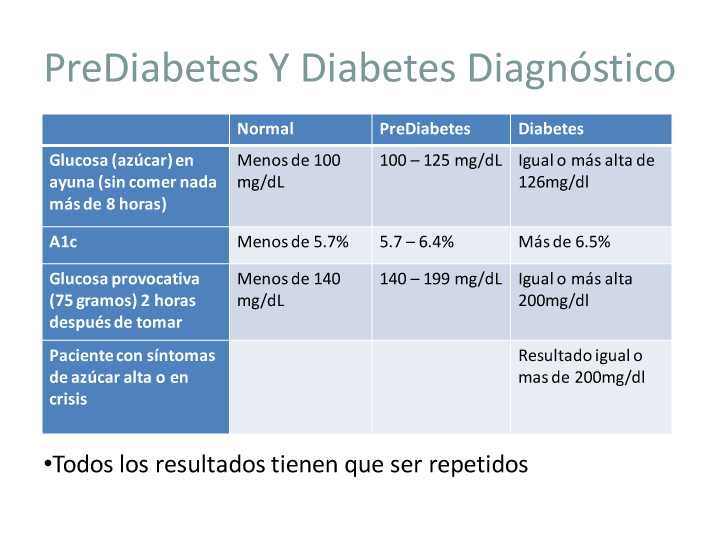 PreDiabetes Y Diabetes Diagnóstico
Normal
PreDiabetes
Diabetes
Glucosa (azúcar) en
ayuna (sin comer nada
más de 8 horas)
Menos de 100
mg/dL
100 – 125 mg/dL
Igual o más alta de
126mg/dl
A1c
Menos de 5.7%
5.7 – 6.4%
Más de 6.5%
Glucosa provocativa
(75 gramos) 2 horas
después de tomar
Menos de 140
mg/dL
140 – 199 mg/dL
Igual o más alta
200mg/dl
Paciente con síntomas
de azúcar alta o en
crisis
Resultado igual o
mas de 200mg/dl
•Todos los resultados tienen que ser repetidos